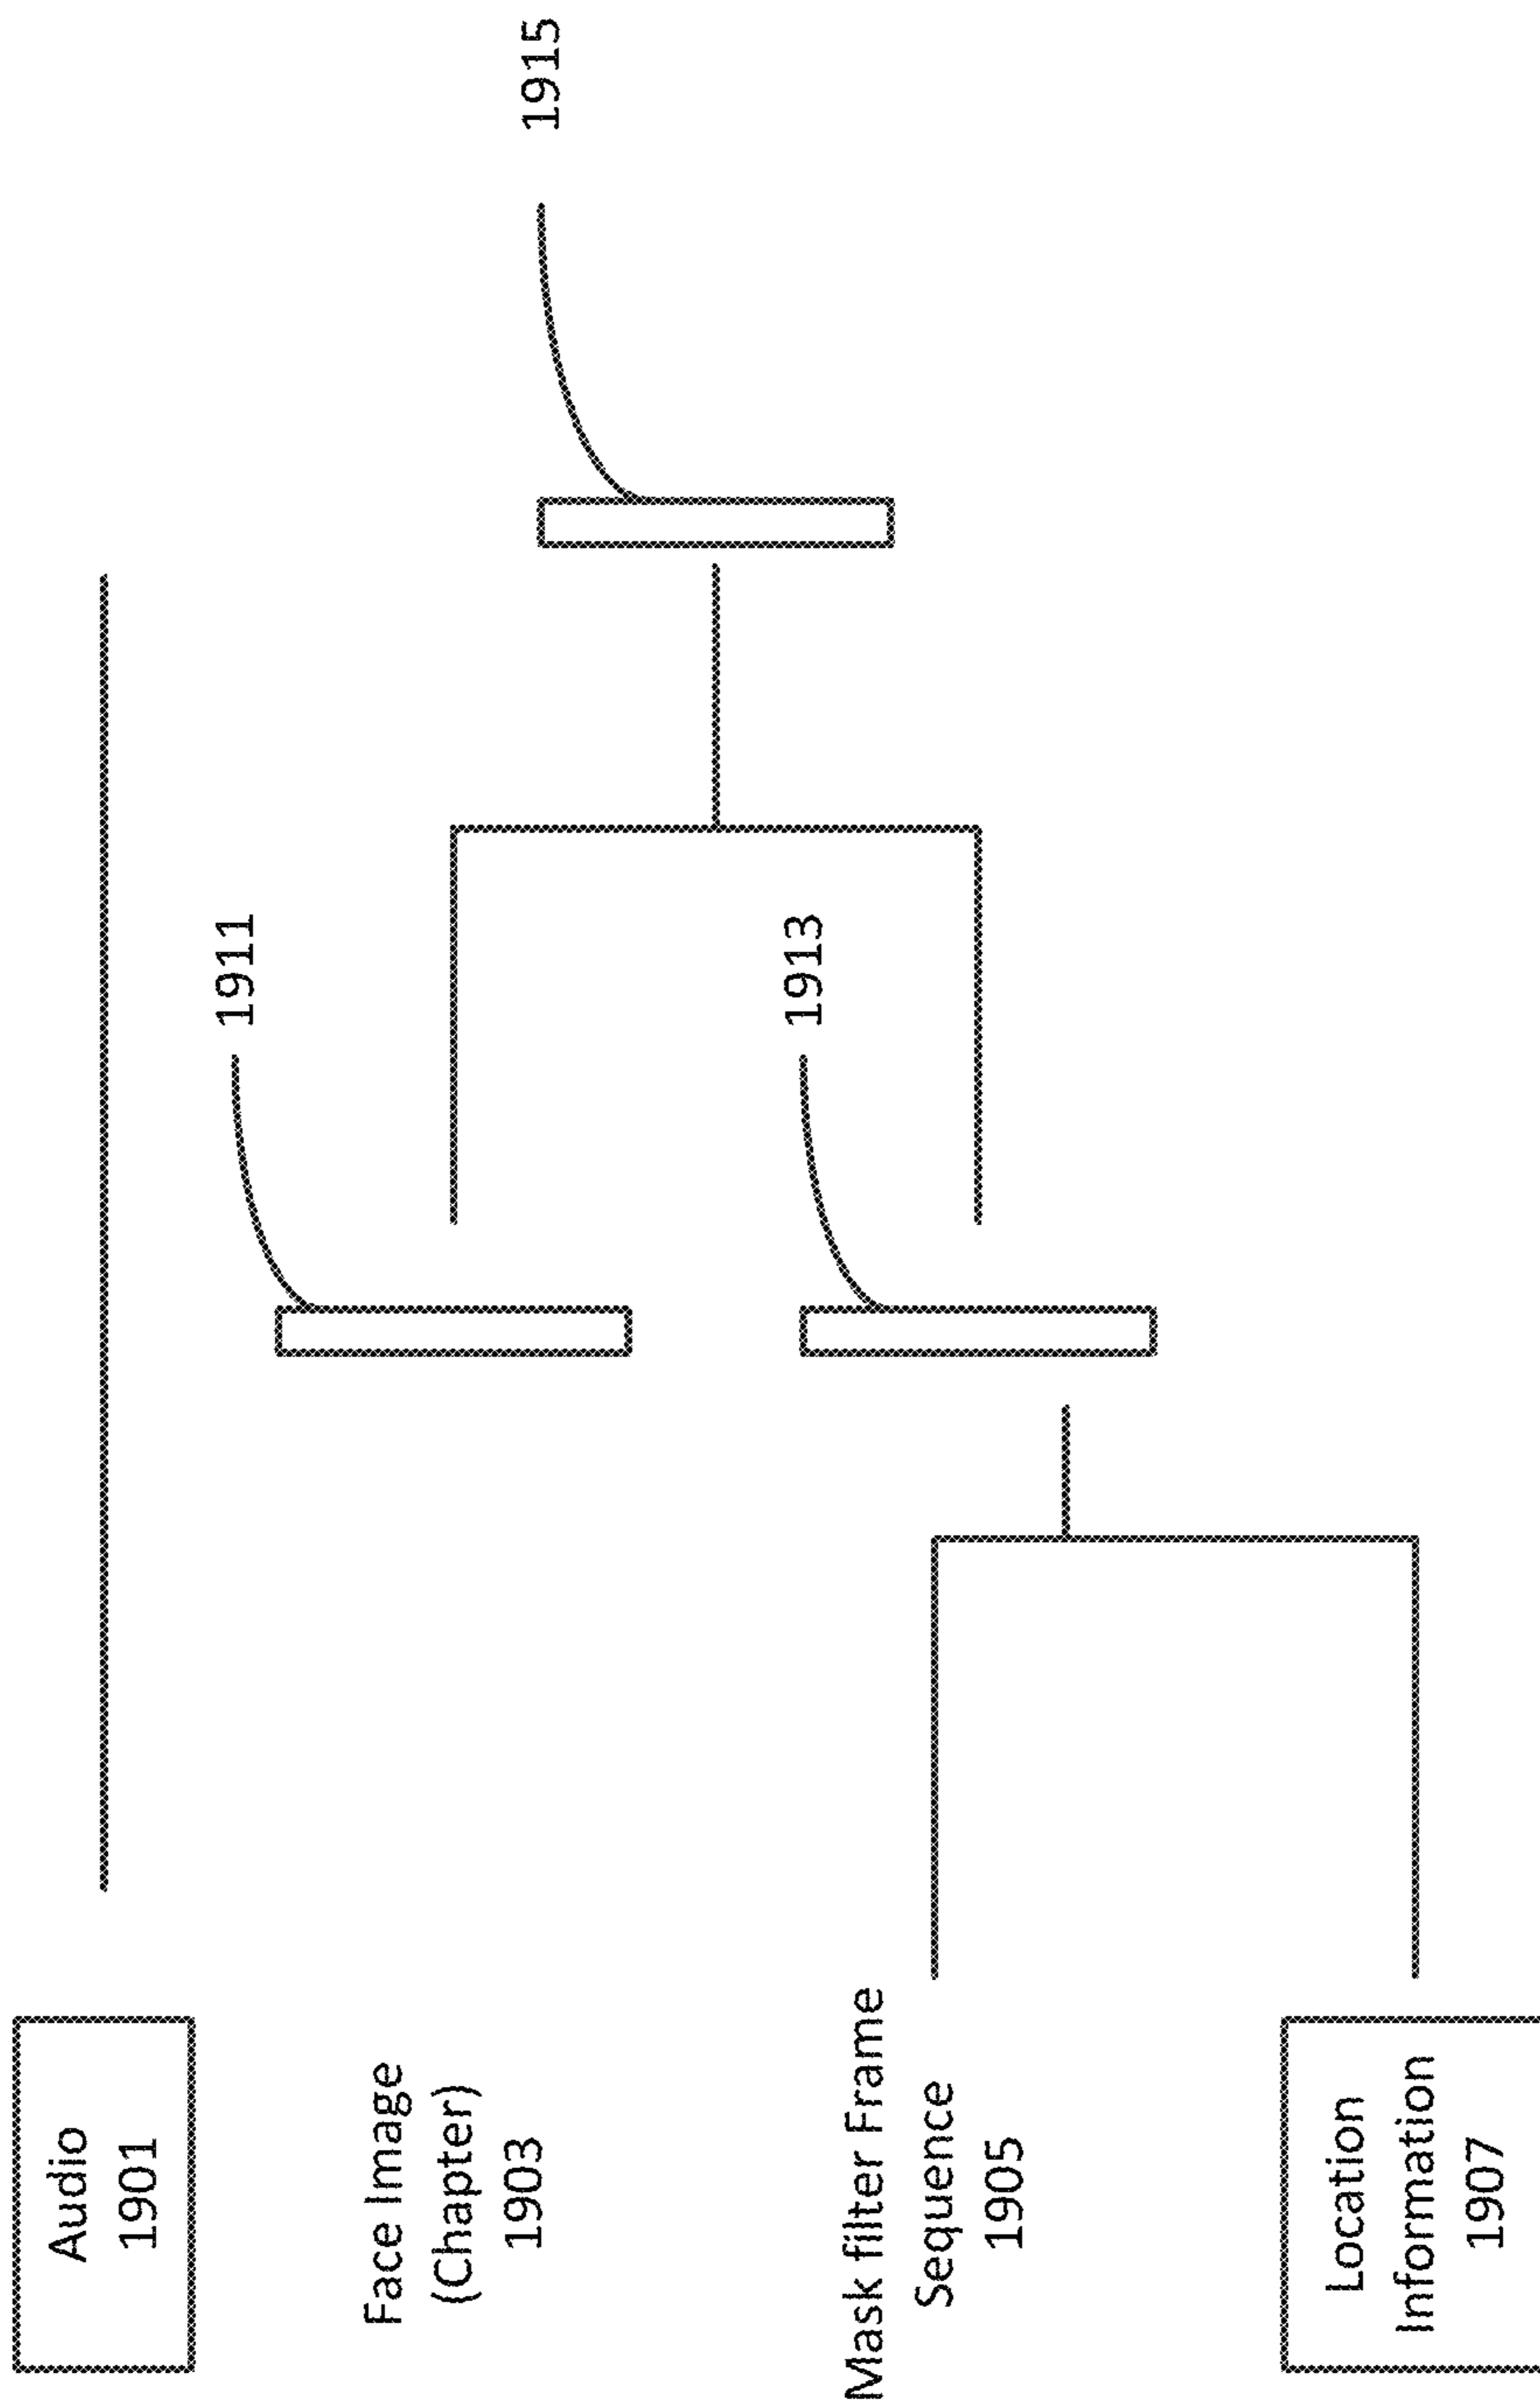 Audio
1901
Face Image
(Chapter)
1903
Mask filter Frame
Sequence
1905
Location
Information
1907
1911
1913
1915